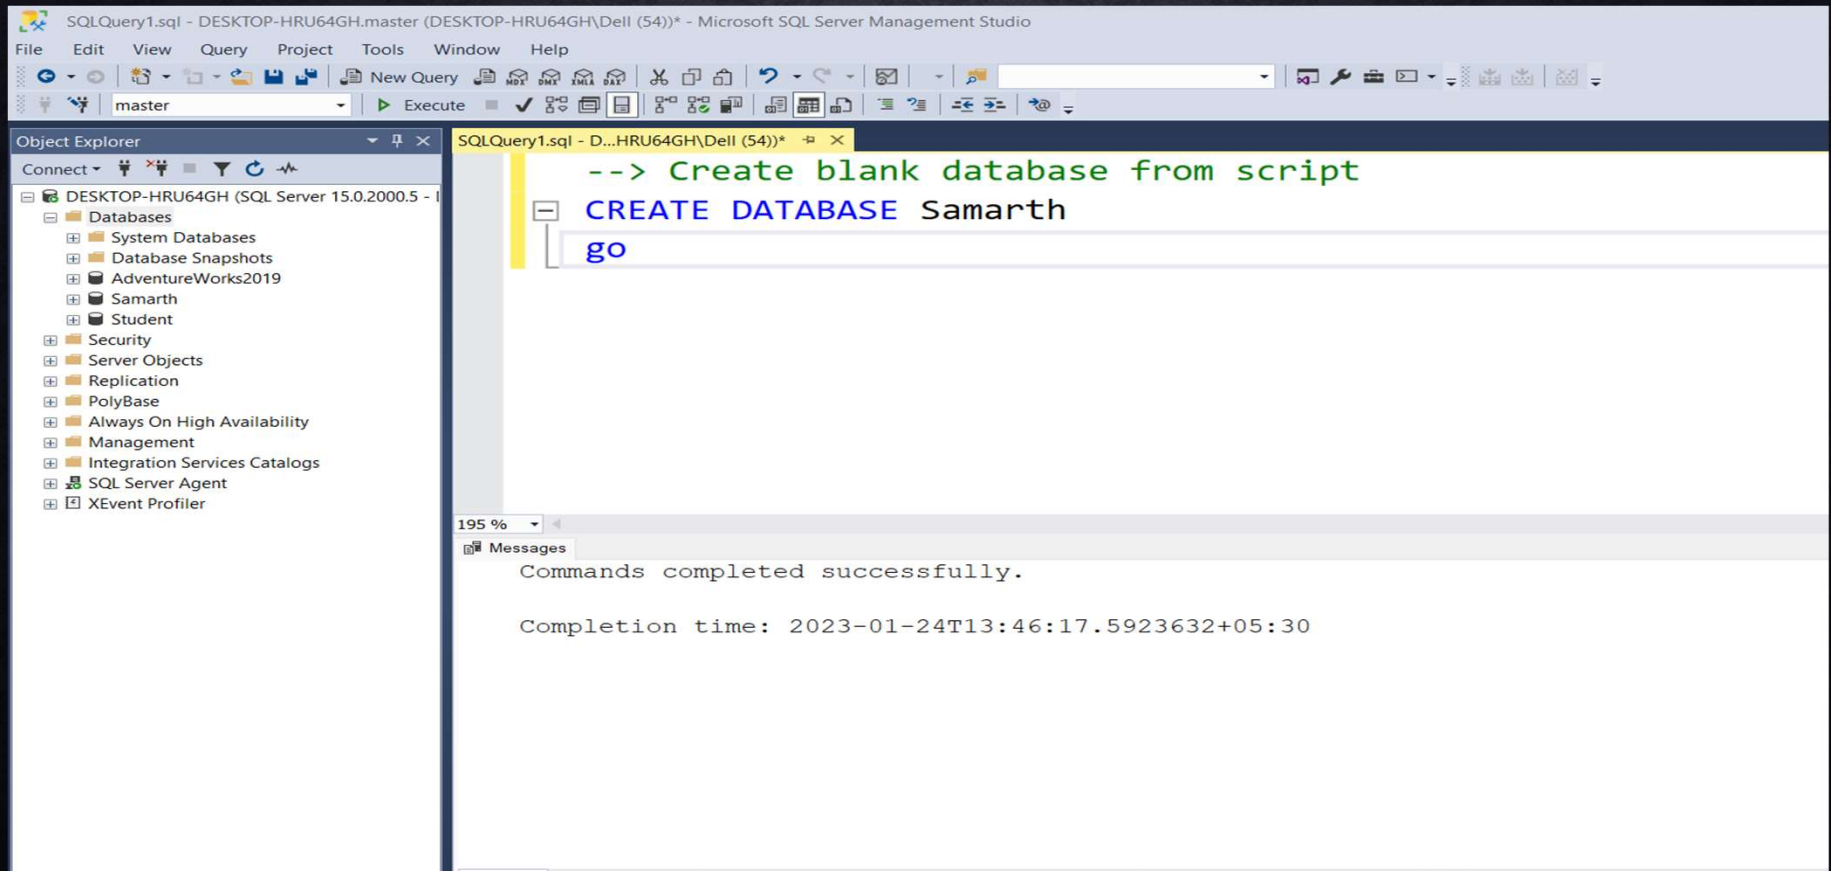 SQLQuery1.sql - DESKTOP-HRU64GH.master (DESKTOP-HRU64GH\Dell (54))* - Microsoft SQL Server Management Studio
File Edit View Query Project Tools Window Help
New Query MDX DMX XMLA DAX
master Execute
Object Explorer
Connect
DESKTOP-HRU64GH (SQL Server 15.0.2000.5 -
Databases
System Databases
Database Snapshots
AdventureWorks2019
Samarth
Student
Security
Server Objects
Replication
PolyBase
Always On High Availability
Management
Integration Services Catalogs
SQL Server Agent
XEvent Profiler
SQLQuery1.sql - D...HRU64GH\Dell (54))*
--> Create blank database from script
CREATE DATABASE Samarth
go
195 %
Messages
Commands completed successfully.
Completion time: 2023-01-24T13:46:17.5923632+05:30